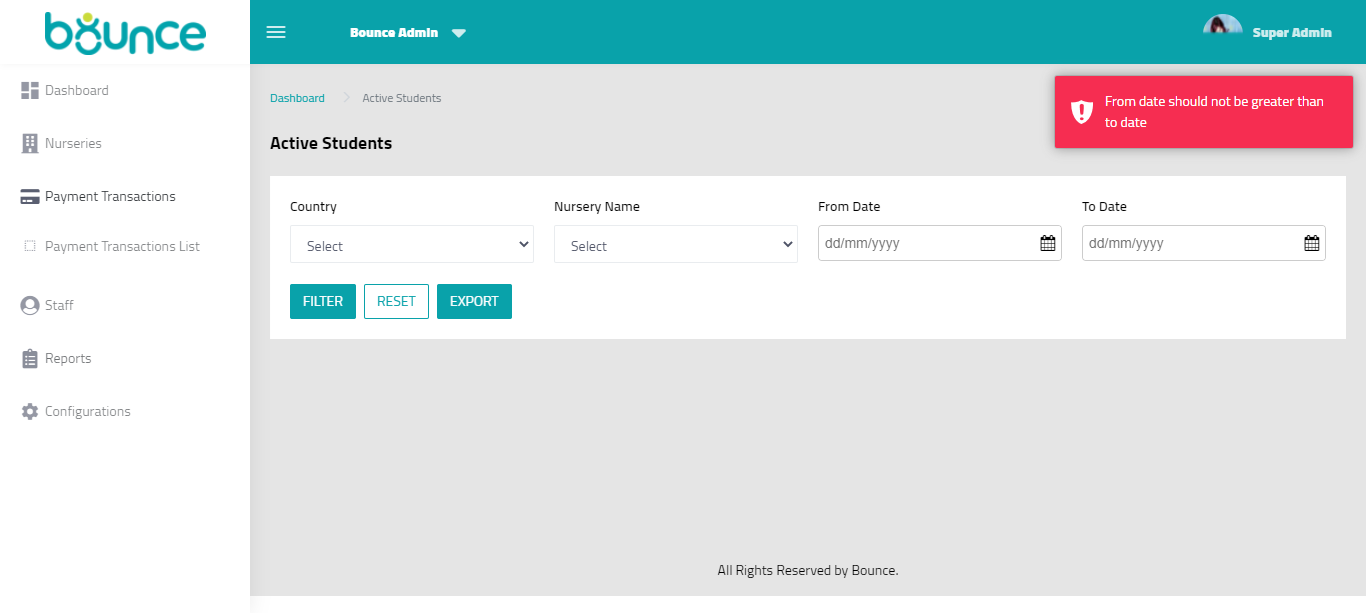 bounce
Bounce Admin
Super Admin
Dashboard
Nurseries
Payment Transactions
Payment Transactions List
Staff
Reports
Configurations
Dashboard
Active Students
From date should not be greater than
to date
Active Students
Country
Nursery Name
From Date
To Date
Select
Select
dd/mm/yyyy
dd/mm/yyyy
FILTER
RESET
EXPORT
All Rights Reserved by Bounce.